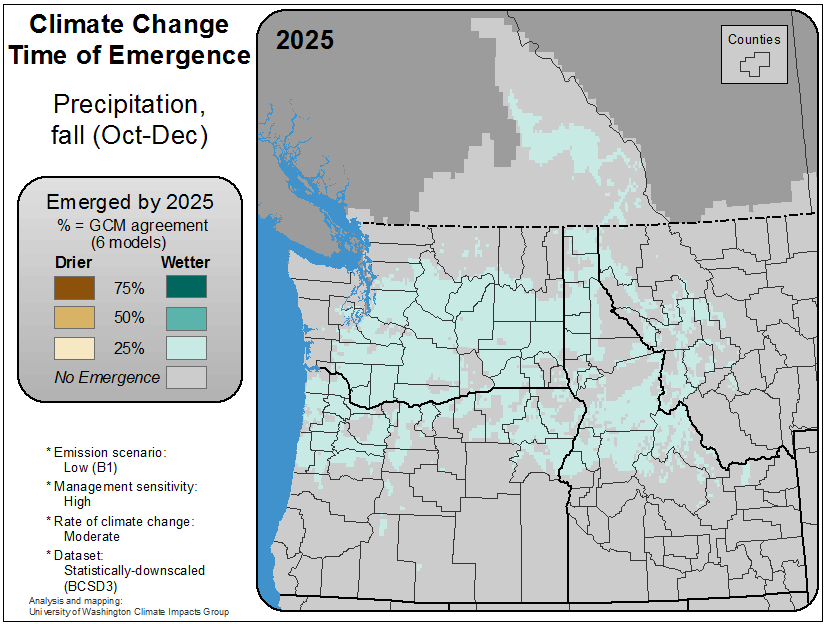 Climate Change
Time of Emergence
Precipitation,
fall (Oct-Dec)
Emerged by 2025
% = GCM agreement
(6 models)
Drier Wetter
75%
50%
25%
No Emergence
* Emission scenario:
Low (B1)
* Management sensitivity:
High
* Rate of climate change:
Moderate
* Dataset:
Statistically-downscaled
(BCSD3)
Analysis and mapping:
University of Washington Climate Impacts Group
2025
Counties